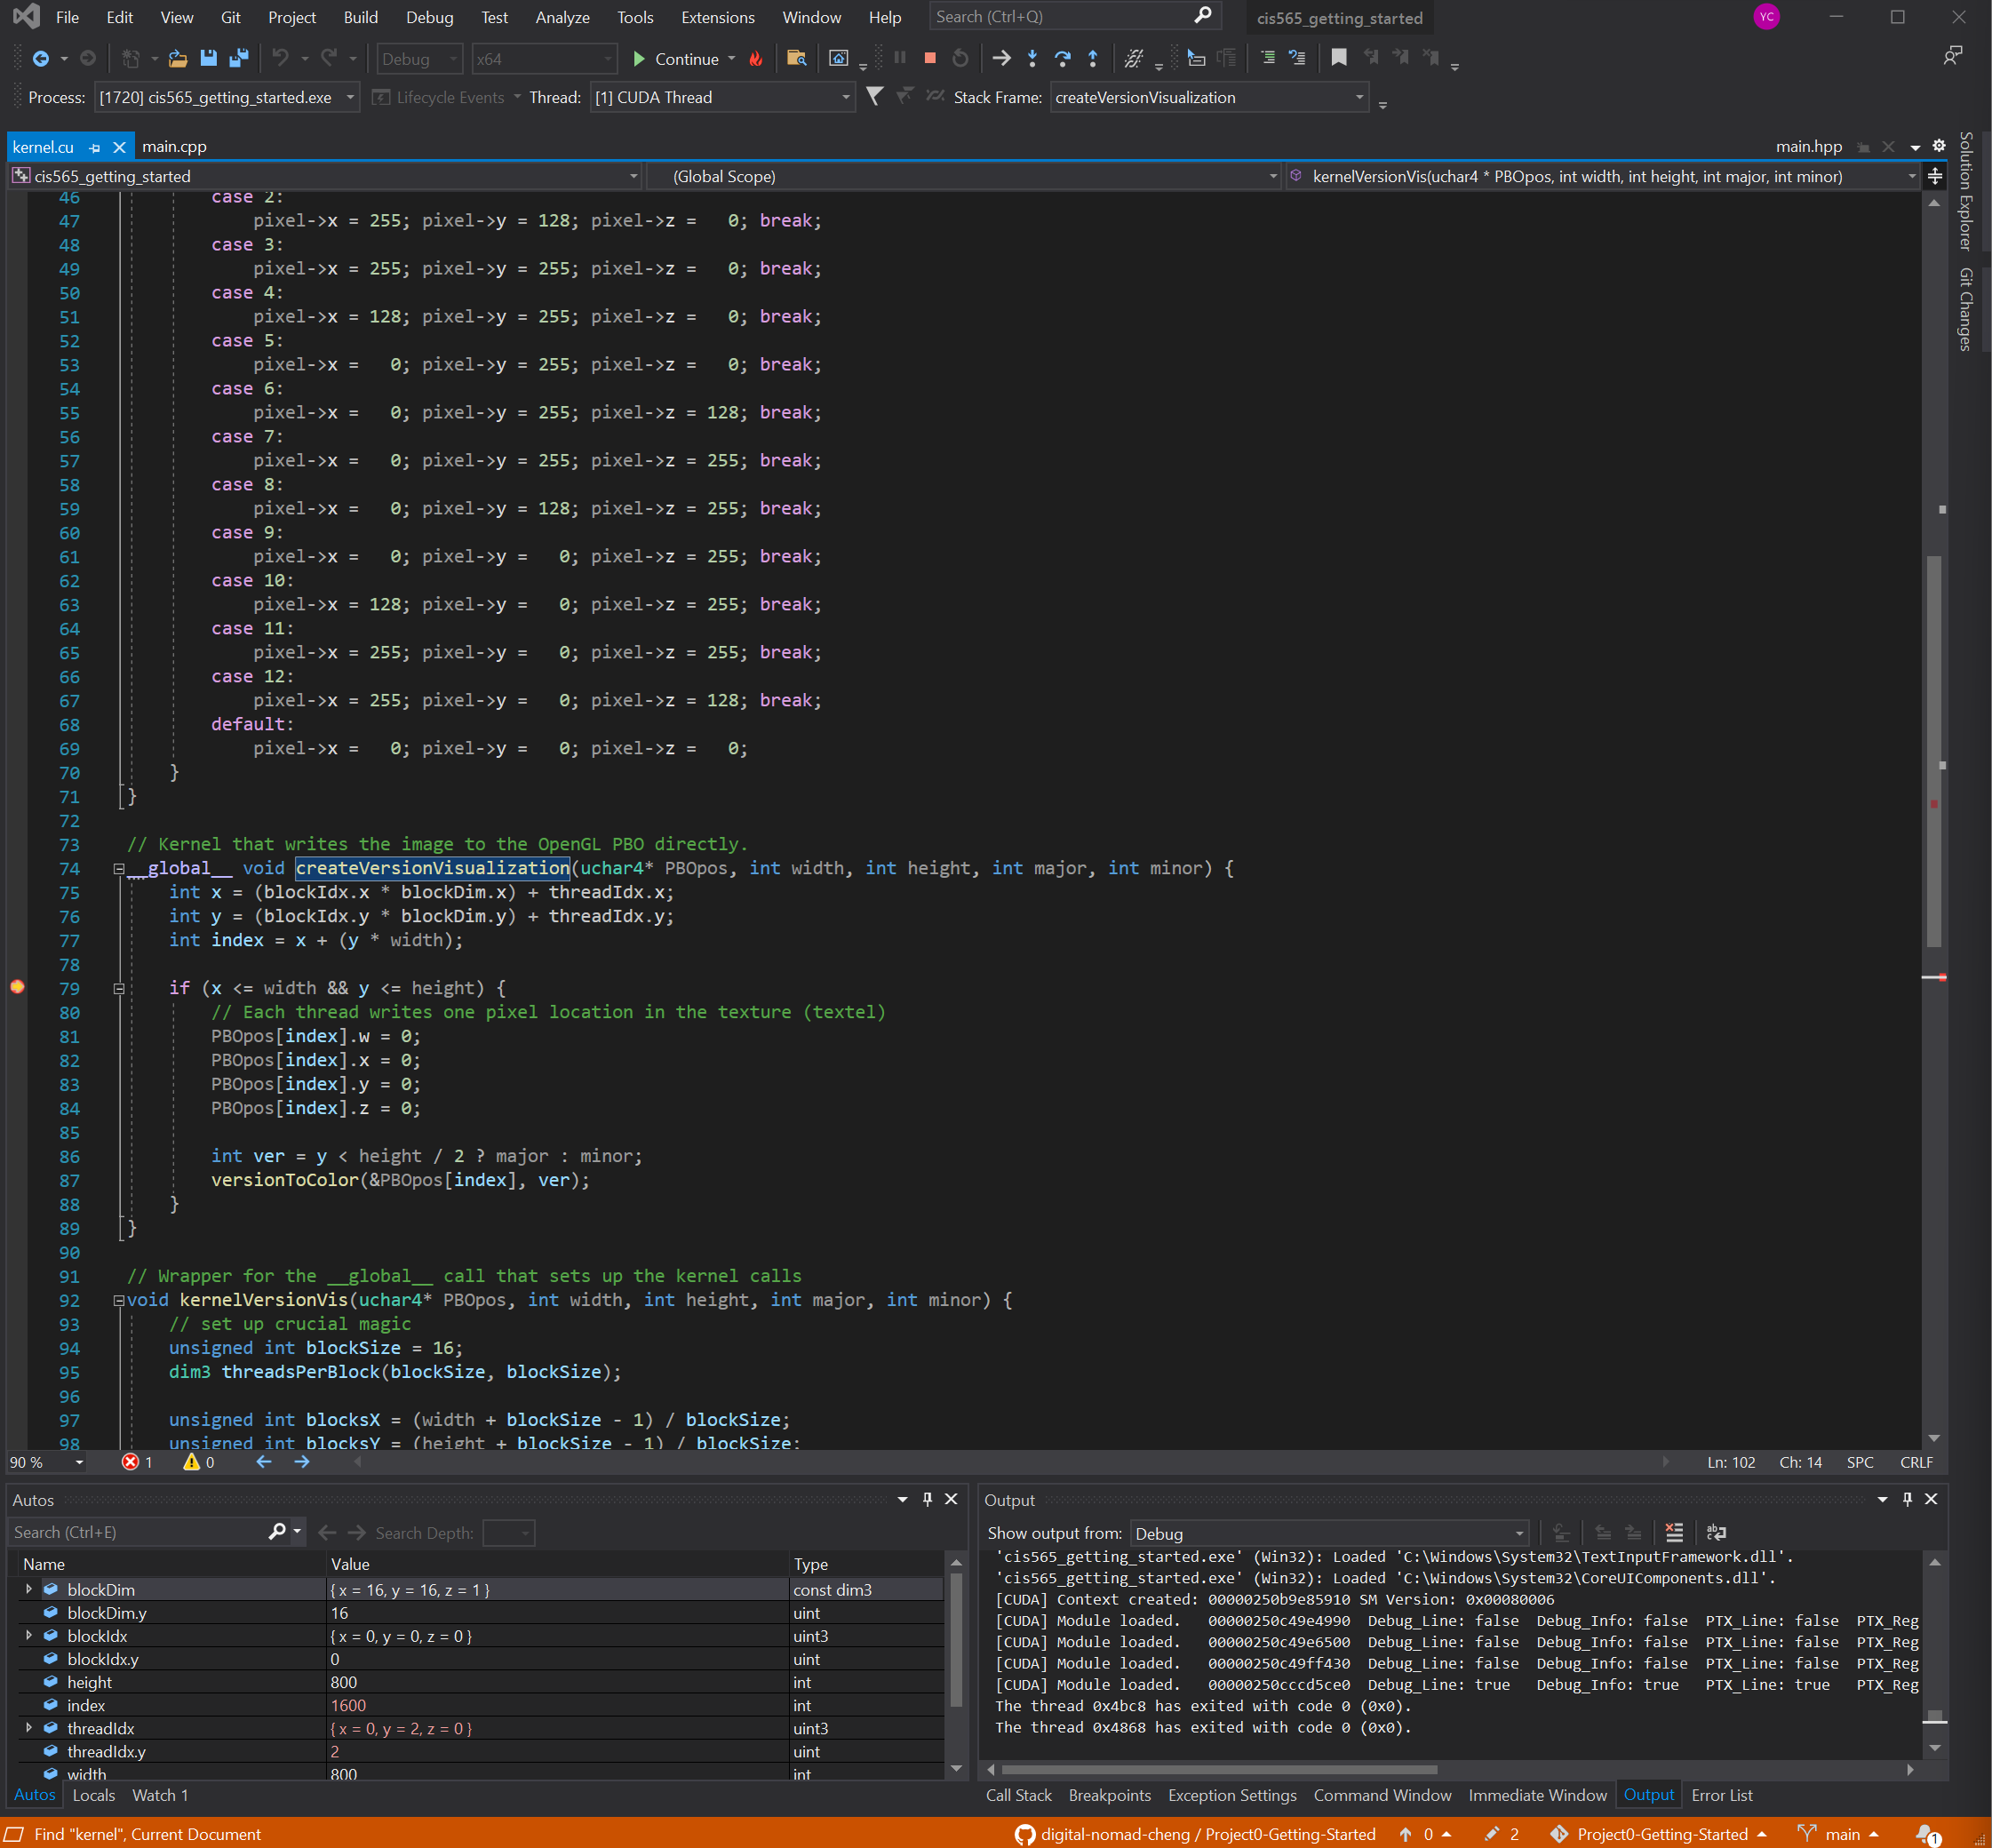 File Edit View Git Project Build Debug Test Analyze Tools Extensions Window Help Search (Ctrl+Q) cis565_getting_started YC
Debug x64 Continue
Process: [1720] cis565_getting_started.exe Lifecycle Events Thread: [1] CUDA Thread Stack Frame: createVersionVisualization
kernel.cu main.cpp main.hpp
cis565_getting_started (Global Scope) kernelVersionVis(uchar4 * PBOpos, int width, int height, int major, int minor)
Solution Explorer
Git Changes
46 case 2:
47 pixel->x = 255; pixel->y = 128; pixel->z =   0; break;
48 case 3:
49 pixel->x = 255; pixel->y = 255; pixel->z =   0; break;
50 case 4:
51 pixel->x = 128; pixel->y = 255; pixel->z =   0; break;
52 case 5:
53 pixel->x =   0; pixel->y = 255; pixel->z =   0; break;
54 case 6:
55 pixel->x =   0; pixel->y = 255; pixel->z = 128; break;
56 case 7:
57 pixel->x =   0; pixel->y = 255; pixel->z = 255; break;
58 case 8:
59 pixel->x =   0; pixel->y = 128; pixel->z = 255; break;
60 case 9:
61 pixel->x =   0; pixel->y =   0; pixel->z = 255; break;
62 case 10:
63 pixel->x = 128; pixel->y =   0; pixel->z = 255; break;
64 case 11:
65 pixel->x = 255; pixel->y =   0; pixel->z = 255; break;
66 case 12:
67 pixel->x = 255; pixel->y =   0; pixel->z = 128; break;
68 default:
69 pixel->x =   0; pixel->y =   0; pixel->z =   0;
70 }
71 }
72
73 // Kernel that writes the image to the OpenGL PBO directly.
74 __global__ void createVersionVisualization(uchar4* PBOpos, int width, int height, int major, int minor) {
75 int x = (blockIdx.x * blockDim.x) + threadIdx.x;
76 int y = (blockIdx.y * blockDim.y) + threadIdx.y;
77 int index = x + (y * width);
78
79 if (x <= width && y <= height) {
80 // Each thread writes one pixel location in the texture (textel)
81 PBOpos[index].w = 0;
82 PBOpos[index].x = 0;
83 PBOpos[index].y = 0;
84 PBOpos[index].z = 0;
85
86 int ver = y < height / 2 ? major : minor;
87 versionToColor(&PBOpos[index], ver);
88 }
89 }
90
91 // Wrapper for the __global__ call that sets up the kernel calls
92 void kernelVersionVis(uchar4* PBOpos, int width, int height, int major, int minor) {
93 // set up crucial magic
94 unsigned int blockSize = 16;
95 dim3 threadsPerBlock(blockSize, blockSize);
96
97 unsigned int blocksX = (width + blockSize - 1) / blockSize;
98 unsigned int blocksY = (height + blockSize - 1) / blockSize;
90 % 1 0 Ln: 102 Ch: 14 SPC CRLF
Autos
Search (Ctrl+E) Search Depth:
Name Value Type
blockDim { x = 16, y = 16, z = 1 } const dim3
blockDim.y 16 uint
blockIdx { x = 0, y = 0, z = 0 } uint3
blockIdx.y 0 uint
height 800 int
index 1600 int
threadIdx { x = 0, y = 2, z = 0 } uint3
threadIdx.y 2 uint
width 800 int
Autos Locals Watch 1
Output
Show output from: Debug
'cis565_getting_started.exe' (Win32): Loaded 'C:\Windows\System32\TextInputFramework.dll'.
'cis565_getting_started.exe' (Win32): Loaded 'C:\Windows\System32\CoreUIComponents.dll'.
[CUDA] Context created: 00000250b9e85910 SM Version: 0x00080006
[CUDA] Module loaded.   00000250c49e4990  Debug_Line: false  Debug_Info: false  PTX_Line: false  PTX_Reg
[CUDA] Module loaded.   00000250c49e6500  Debug_Line: false  Debug_Info: false  PTX_Line: false  PTX_Reg
[CUDA] Module loaded.   00000250c49ff430  Debug_Line: false  Debug_Info: false  PTX_Line: false  PTX_Reg
[CUDA] Module loaded.   00000250cccd5ce0  Debug_Line: true   Debug_Info: true   PTX_Line: true   PTX_Reg
The thread 0x4bc8 has exited with code 0 (0x0).
The thread 0x4868 has exited with code 0 (0x0).
Call Stack Breakpoints Exception Settings Command Window Immediate Window Output Error List
Find "kernel", Current Document digital-nomad-cheng / Project0-Getting-Started 0 2 Project0-Getting-Started main 1